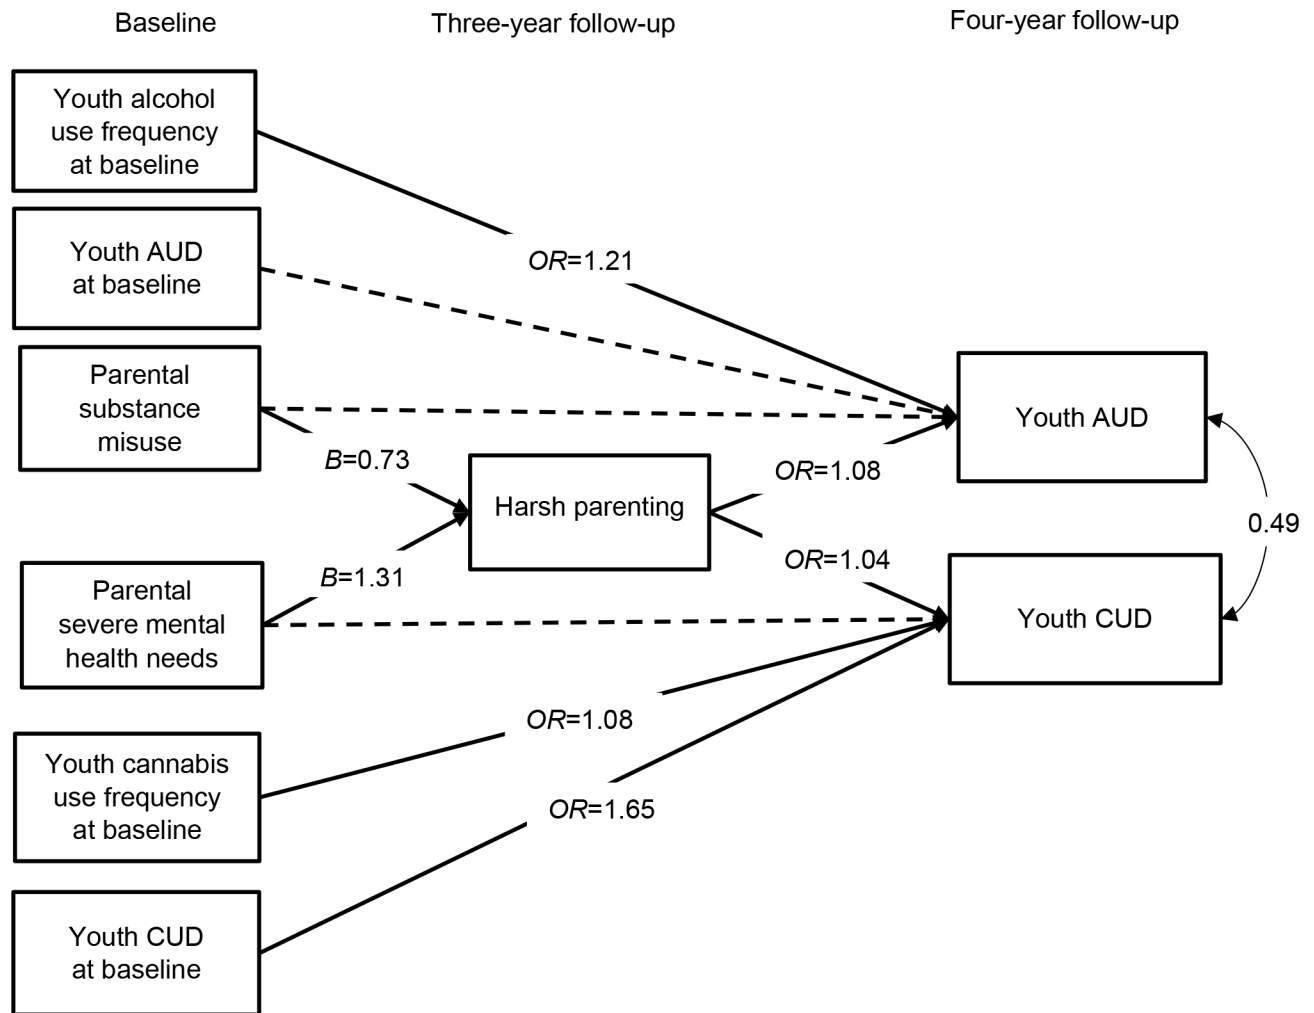 Baseline
Three-year follow-up
Four-year follow-up
Youth alcohol
use frequency
at baseline
Youth AUD
at baseline
Parental
substance
misuse
Parental
severe mental
health needs
Youth cannabis
use frequency
at baseline
Youth CUD
at baseline
OR=1.21
B=0.73
B=1.31
Harsh parenting
OR=1.08
OR=1.04
OR=1.08
OR=1.65
Youth AUD
Youth CUD
0.49